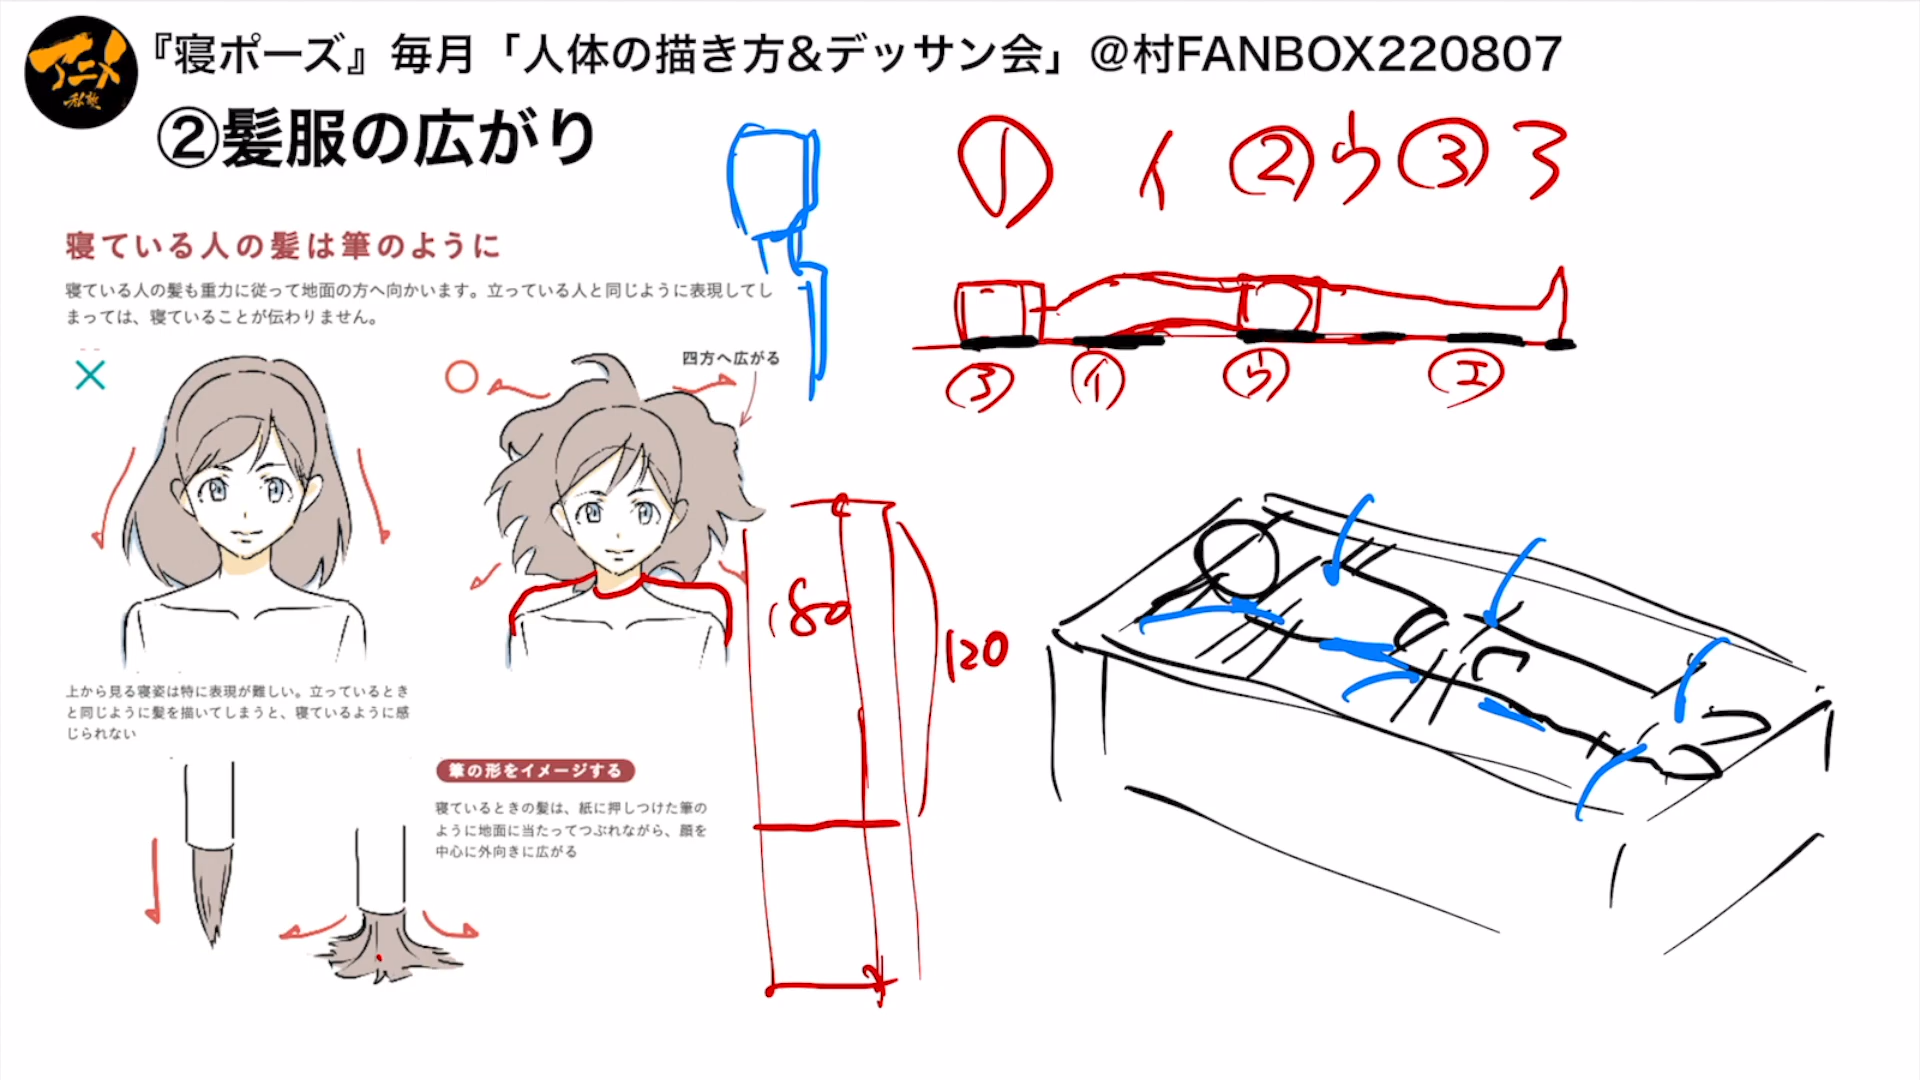 アニメ
私塾
『寝ポーズ』毎月「人体の描き方&デッサン会」@村FANBOX220807
②髪服の広がり
① イ ② ら ③ ろ
寝ている人の髪は筆のように
寝ている人の髪も重力に従って地面の方へ向かいます。立っている人と同じように表現してし
まっては、寝ていることが伝わりません。
四方へ広がる
イ
エ
180
120
上から見る寝姿は特に表現が難しい。立っているとき
と同じように髪を描いてしまうと、寝ているように感
じられない
筆の形をイメージする
寝ているときの髪は、紙に押しつけた筆の
ように地面に当たってつぶれながら、顔を
中心に外向きに広がる